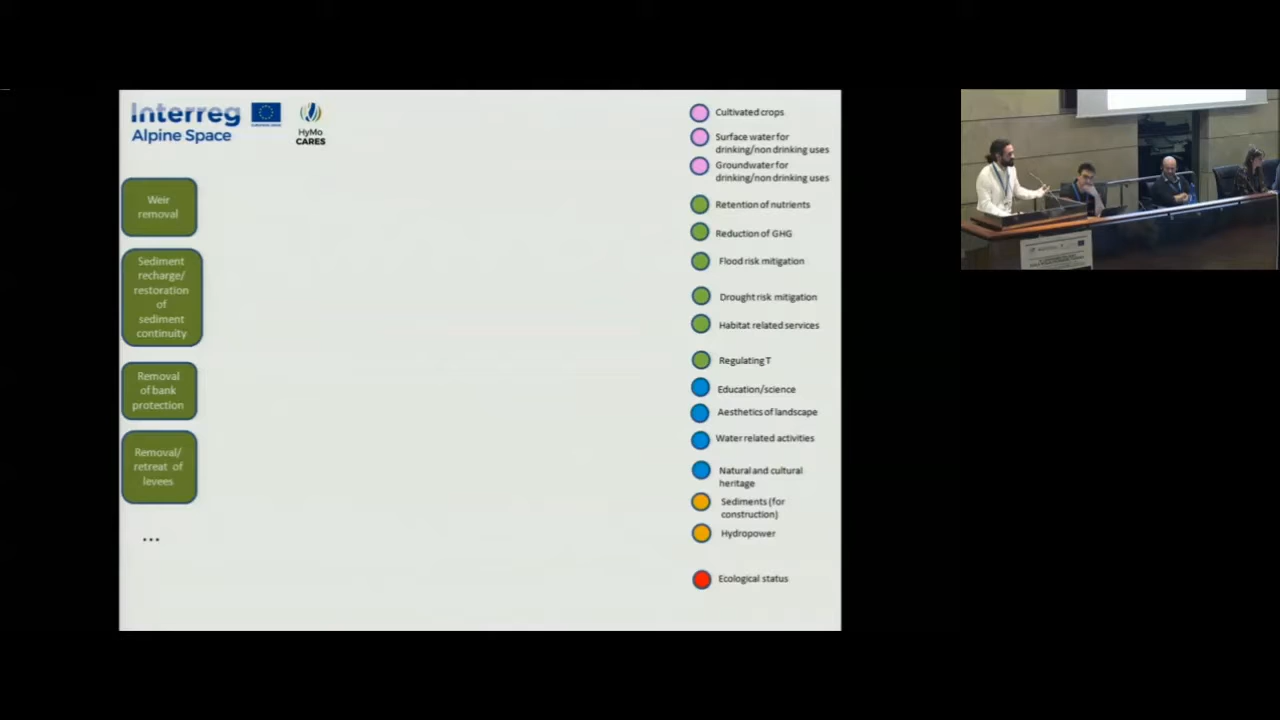 Interreg
Alpine Space
HyMo
CARES
Weir
removal
Sediment
recharge/
restoration
of
sediment
continuity
Removal
of bank
protection
Removal/
retreat of
levees
...
Cultivated crops
Surface water for
drinking/non drinking uses
Groundwater for
drinking/non drinking uses
Retention of nutrients
Reduction of GHG
Flood risk mitigation
Drought risk mitigation
Habitat related services
Regulating T
Education/science
Aesthetics of landscape
Water related activities
Natural and cultural
heritage
Sediments (for
construction)
Hydropower
Ecological status